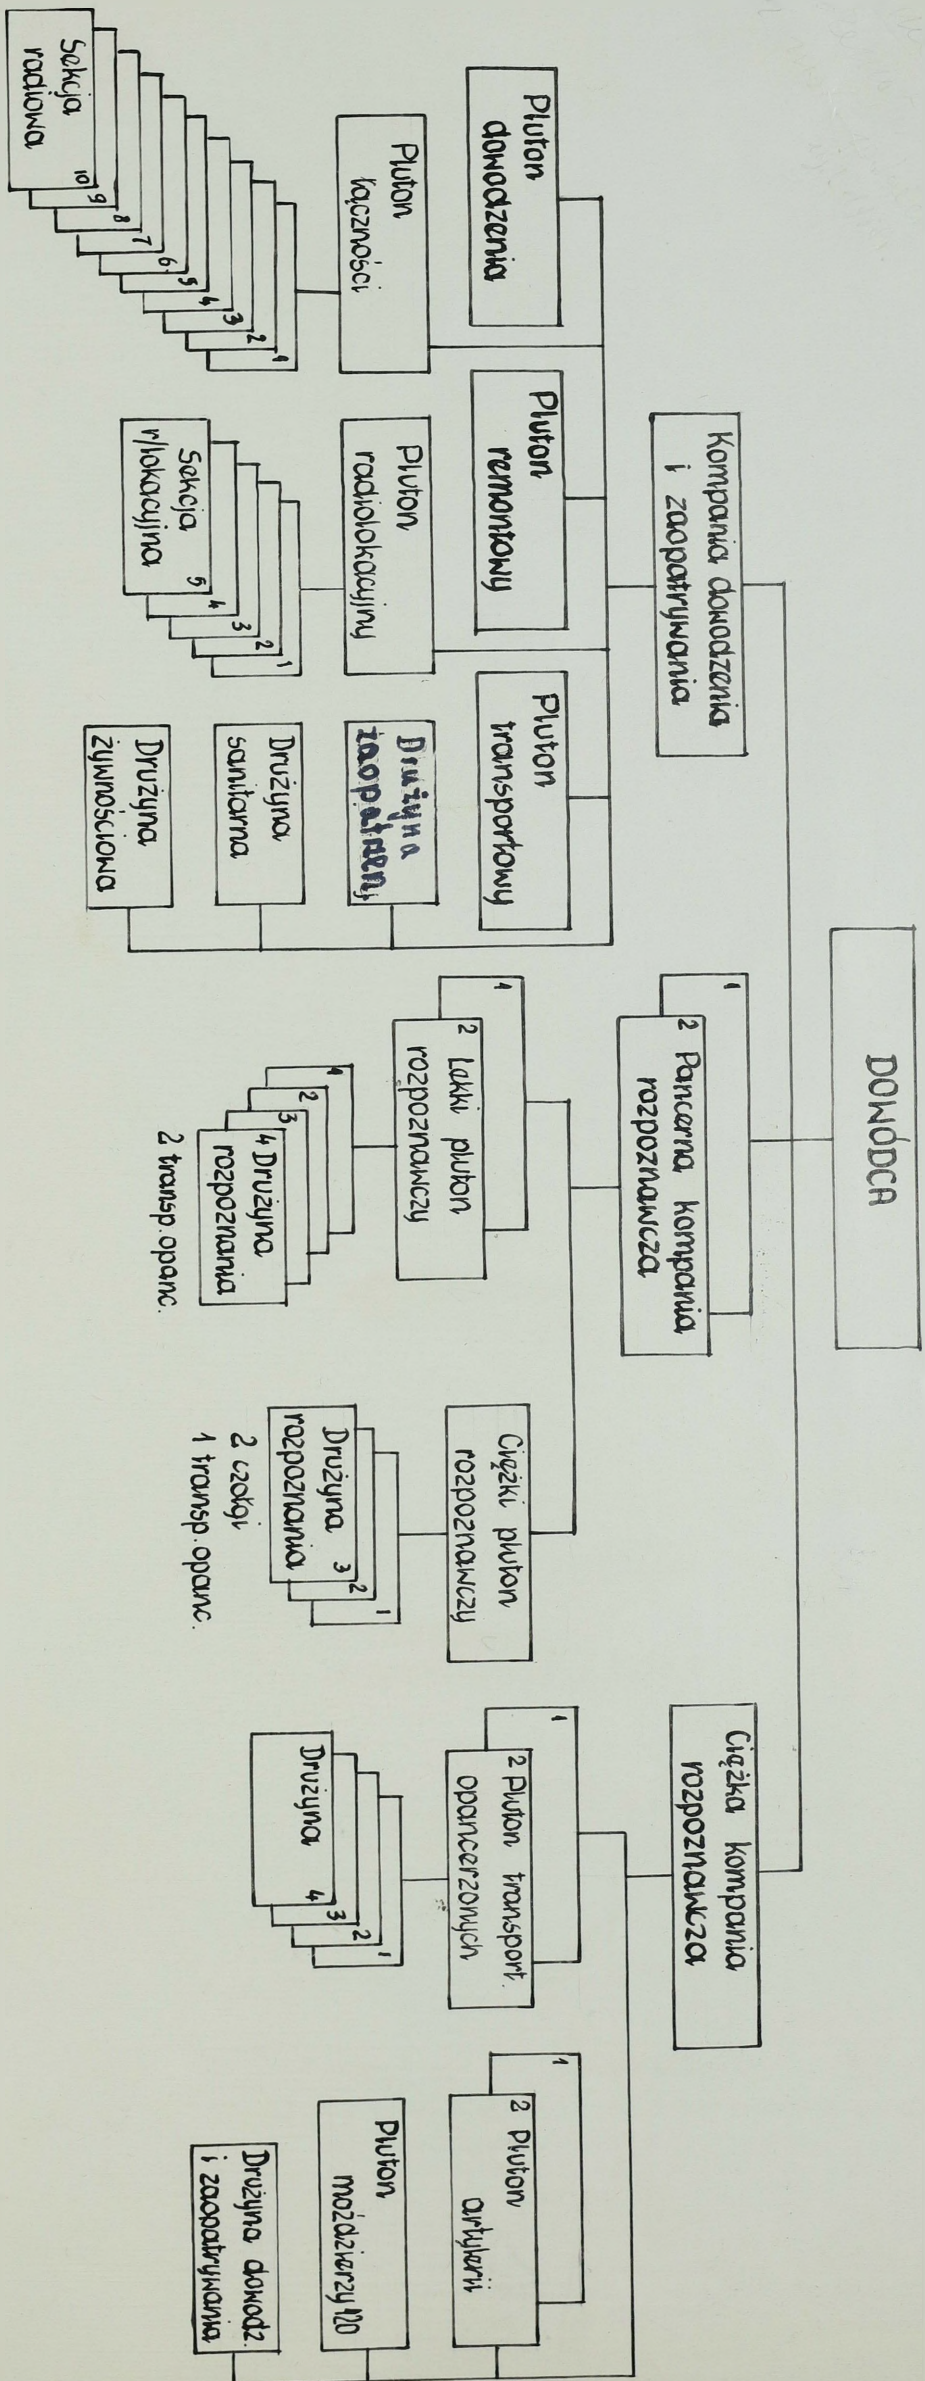 DOWÓDCA
Kompania dowodzenia
i zaopatrywania
1
2 Pancerna kompania
rozpoznawcza
Ciężka kompania
rozpoznawcza
Pluton
dowodzenia
Pluton
remontowy
Pluton
transportowy
Pluton
łączności
Pluton
radiolokacyjny
Drużyna
zaopatrzen.
Drużyna
sanitarna
Drużyna
żywnościowa
1
2
3
4
5
6
7
8
9
10
Sekcja
radiowa
1
2
3
4
5
Sekcja
r/lokacyjna
1
2 Lekki pluton
rozpoznawczy
1
2
3
4 Drużyna
rozpoznania
2 transp. opanc.
Ciężki pluton
rozpoznawczy
1
2
3
Drużyna
rozpoznania
2 czołgi
1 transp. opanc.
1
2 Pluton transport.
opancerzonych
1
2
3
4
Drużyna
1
2 Pluton
artylerii
Pluton
moździerzy 120
Drużyna dowodz.
i zaopatrywania